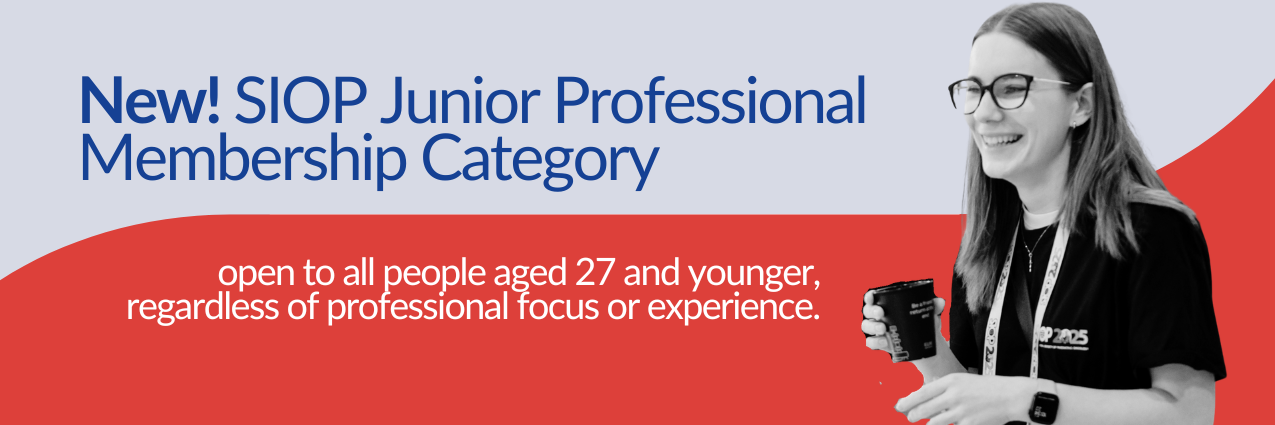 New! SIOP Junior Professional
Membership Category
open to all people aged 27 and younger,
regardless of professional focus or experience.
2025